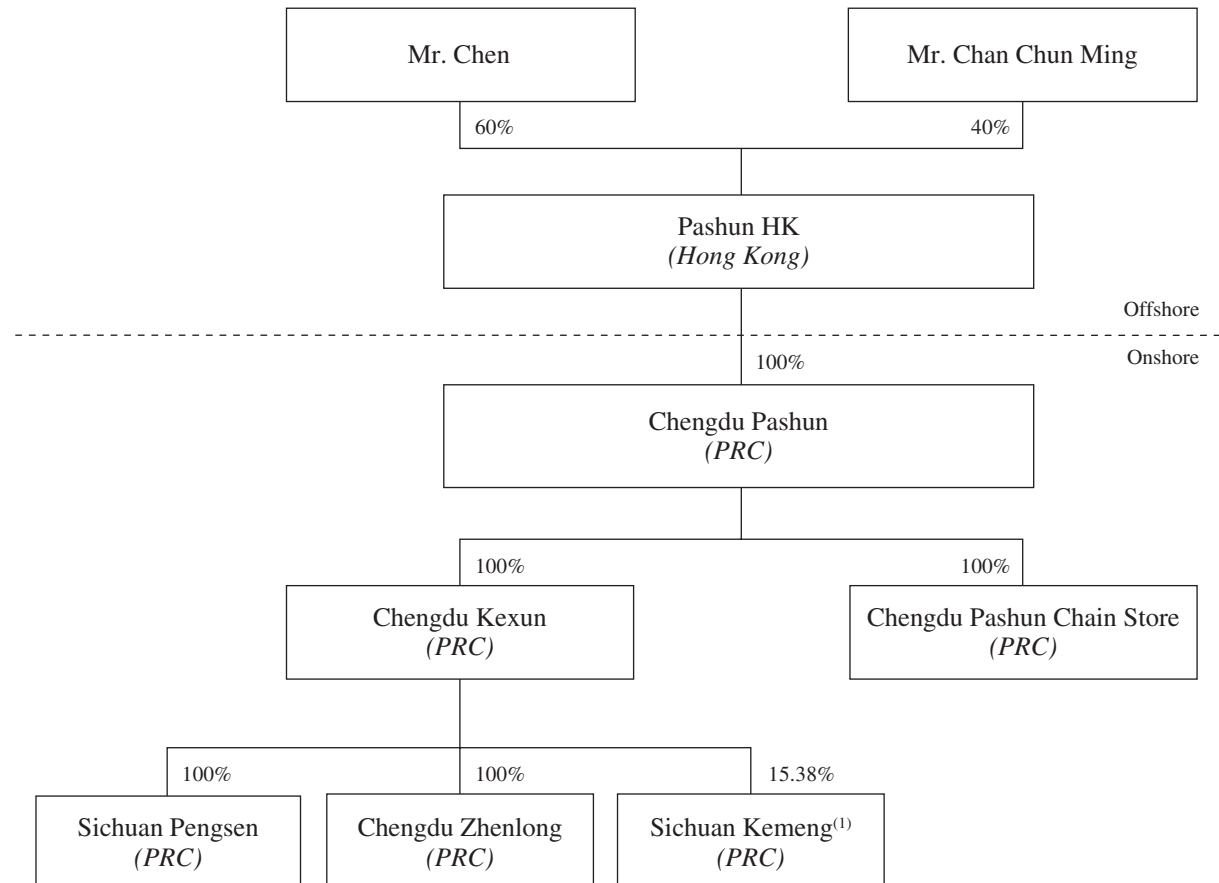 Mr. Chen
Mr. Chan Chun Ming
60%
40%
Pashun HK
(Hong Kong)
Offshore
Onshore
100%
Chengdu Pashun
(PRC)
100%
100%
Chengdu Kexun
(PRC)
Chengdu Pashun Chain Store
(PRC)
100%
100%
15.38%
Sichuan Pengsen
(PRC)
Chengdu Zhenlong
(PRC)
Sichuan Kemeng(1)
(PRC)